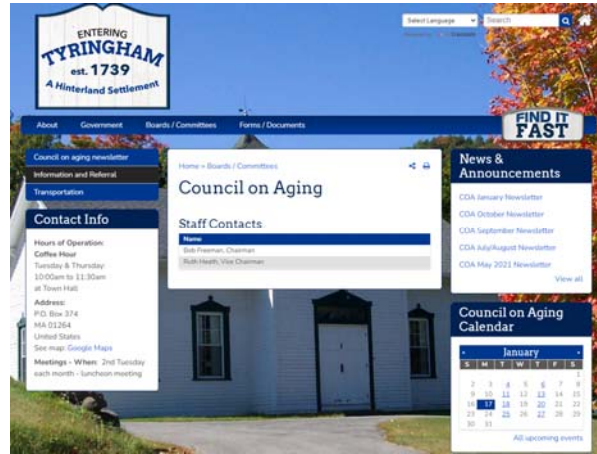 ENTERING
TYRINGHAM
est. 1739
A Hinterland Settlement
Select Language
Search
Translate
About Government Boards / Committees Forms / Documents
FIND IT
FAST
Council on aging newsletter
Information and Referral
Transportation
Contact Info
Hours of Operation:
Coffee Hour
Tuesday & Thursday:
10:00am to 11:30am
at Town Hall
Address:
P.O. Box 374
MA 01264
United States
See map: Google Maps
Meetings - When: 2nd Tuesday
each month - luncheon meeting
Home » Boards / Committees
Council on Aging
Staff Contacts
Name
Bob Freeman, Chairman
Ruth Heath, Vice Chairman
News &
Announcements
COA January Newsletter
COA October Newsletter
COA September Newsletter
COA July/August Newsletter
COA May 2021 Newsletter
View all
Council on Aging
Calendar
« January »
S M T W T F S
1
2 3 4 5 6 7 8
9 10 11 12 13 14 15
16 17 18 19 20 21 22
23 24 25 26 27 28 29
30 31
All upcoming events